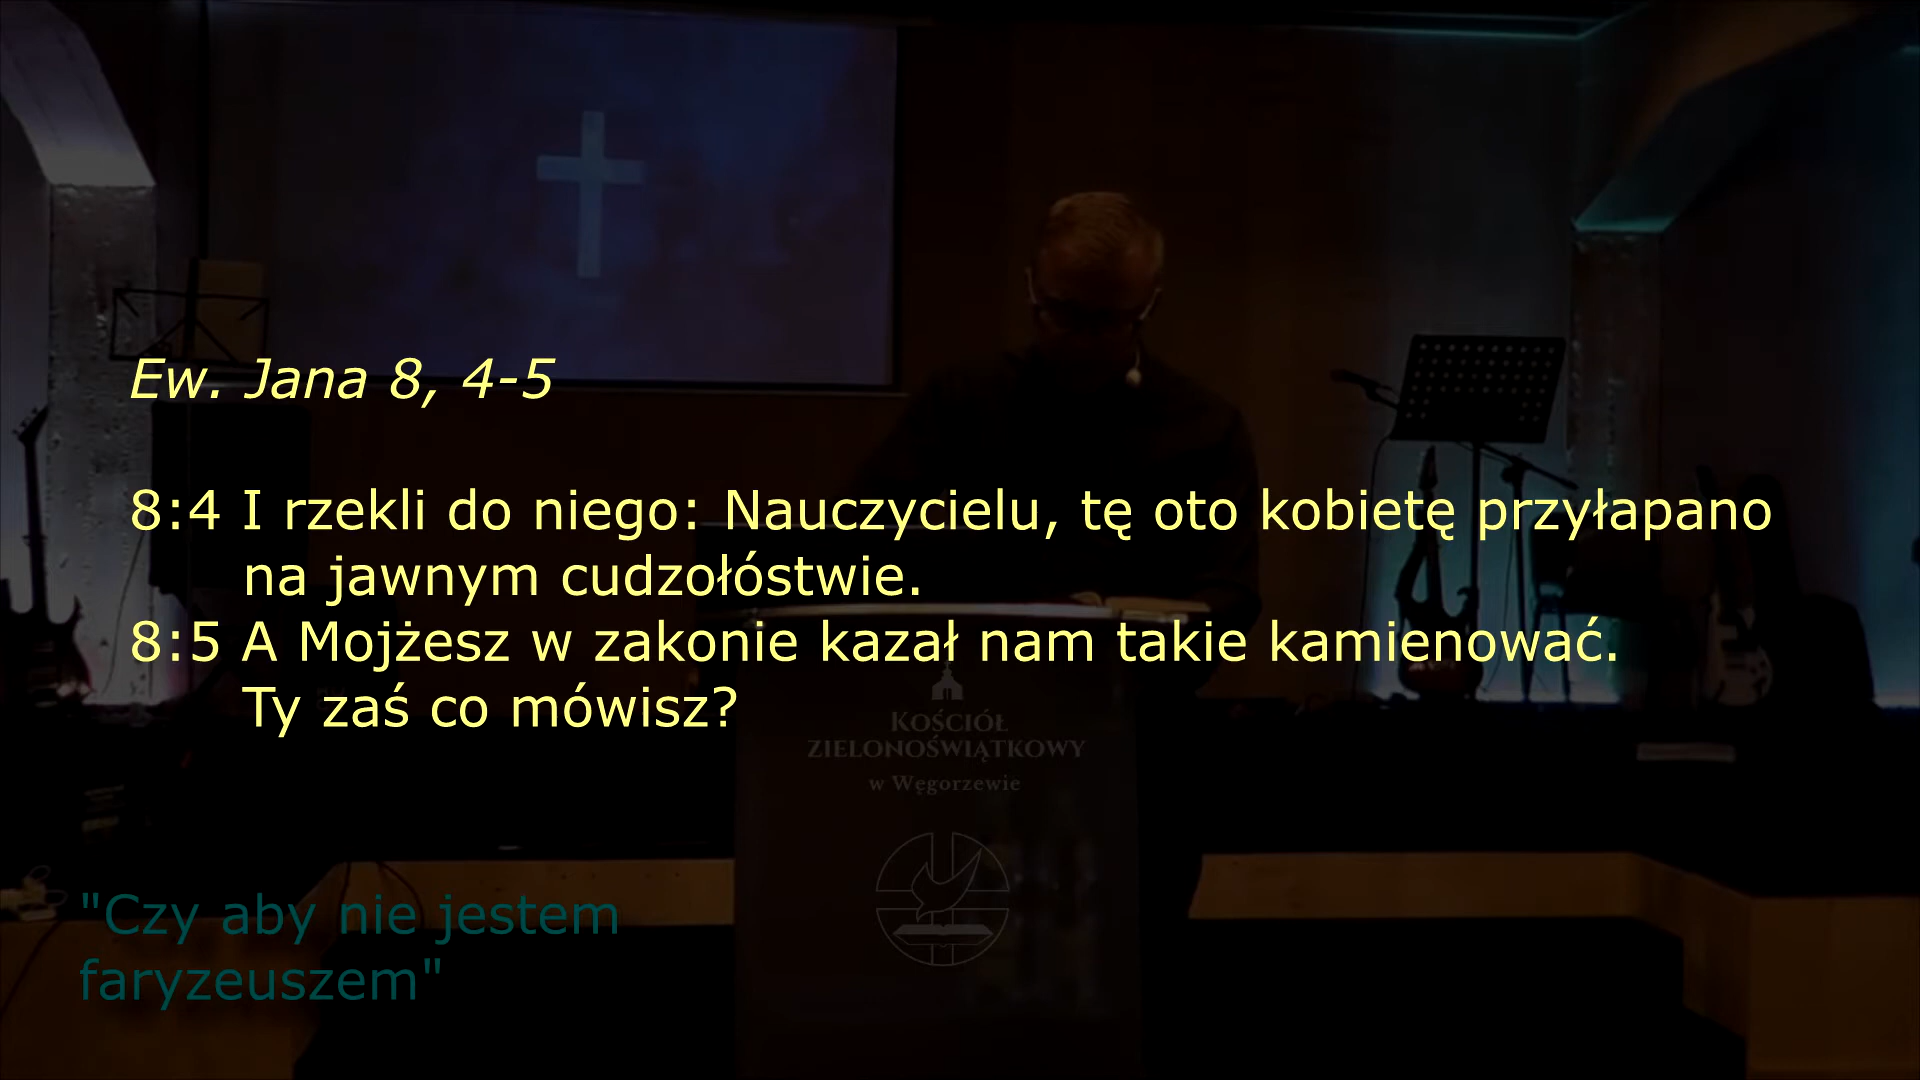 Ew. Jana 8, 4-5
8:4 I rzekli do niego: Nauczycielu, tę oto kobietę przyłapano
na jawnym cudzołóstwie.
8:5 A Mojżesz w zakonie kazał nam takie kamienować.
Ty zaś co mówisz?
KOŚCIÓŁ
ZIELONOŚWIĄTKOWY
w Węgorzewie
"Czy aby nie jestem
faryzeuszem"